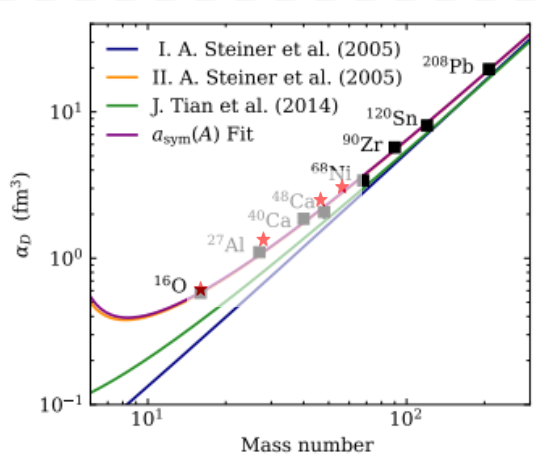 I. A. Steiner et al. (2005)
II. A. Steiner et al. (2005)
J. Tian et al. (2014)
a_sym(A) Fit
²⁰⁸Pb
¹²⁰Sn
⁹⁰Zr
⁶⁸Ni
⁴⁸Ca
⁴⁰Ca
²⁷Al
¹⁶O
10¹
10⁰
10⁻¹
α_D (fm³)
10¹
10²
Mass number